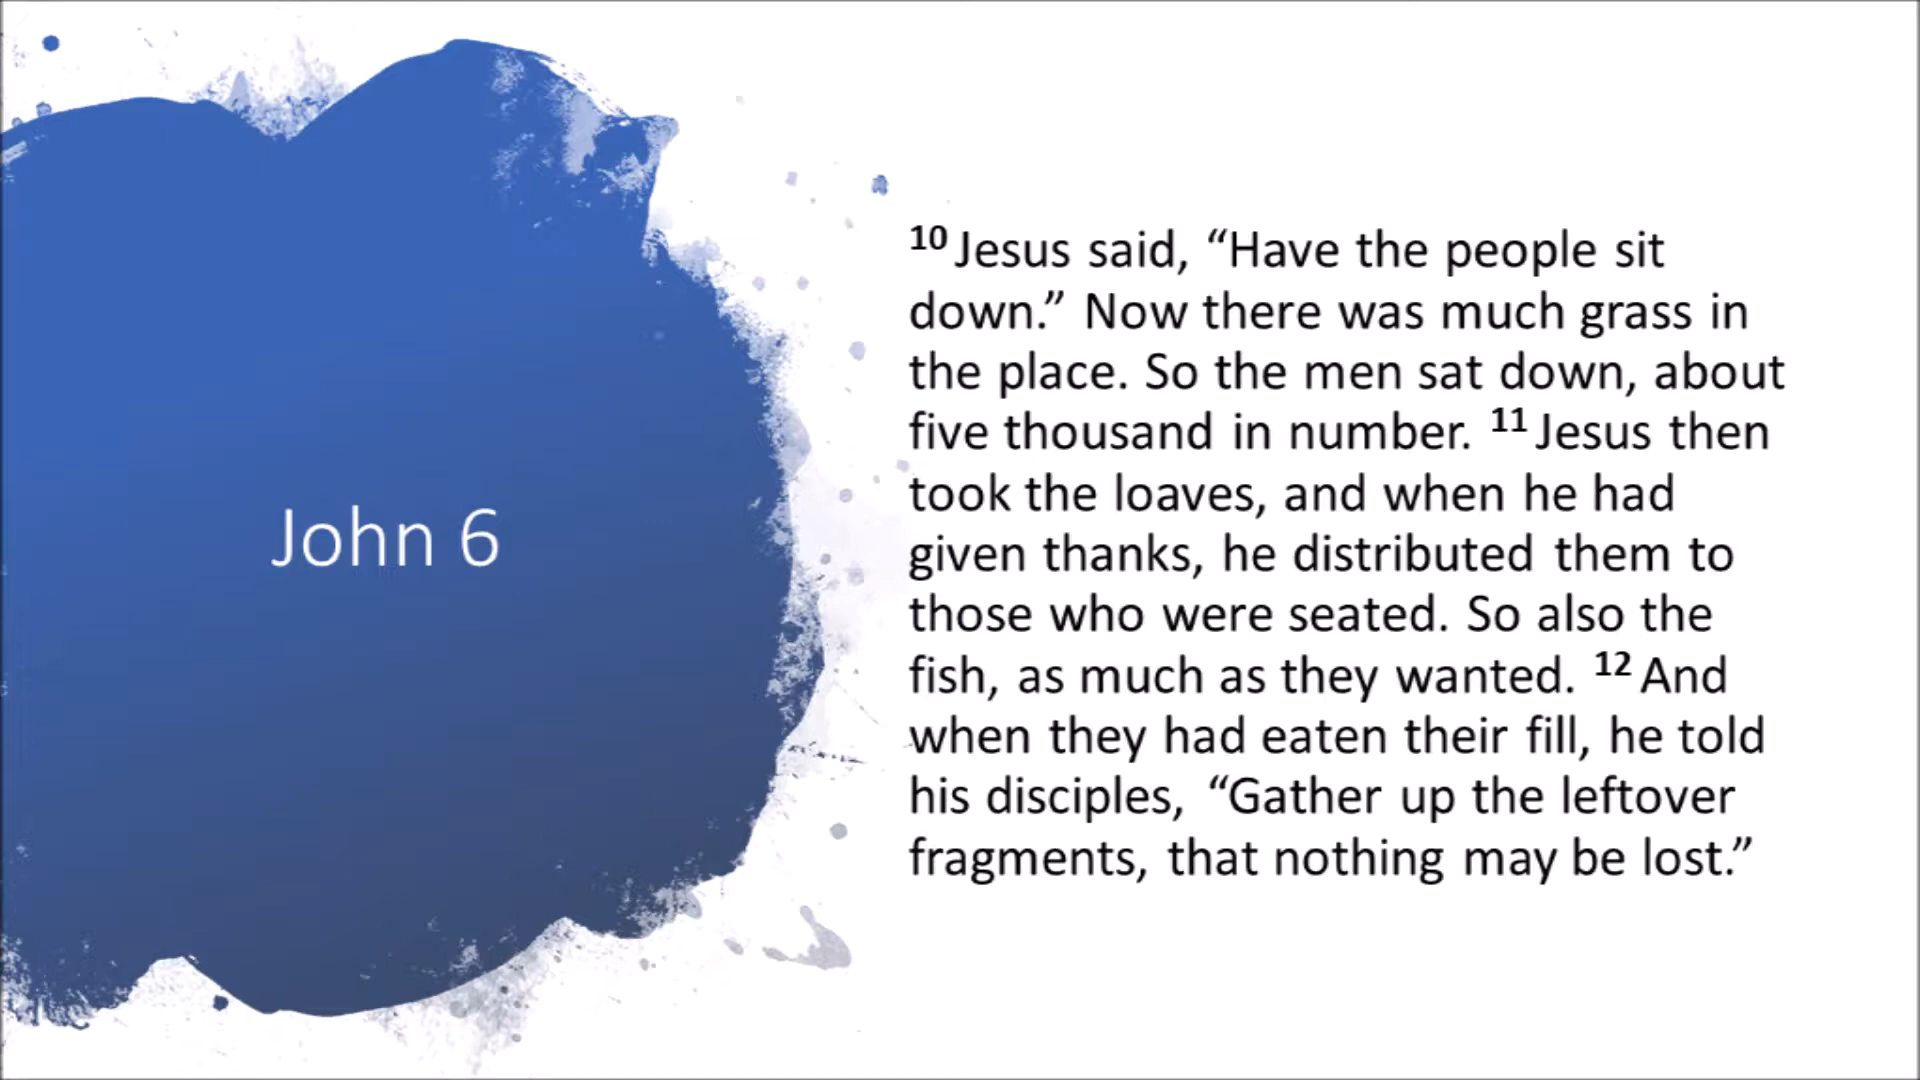 John 6
10 Jesus said, “Have the people sit
down.” Now there was much grass in
the place. So the men sat down, about
five thousand in number. 11 Jesus then
took the loaves, and when he had
given thanks, he distributed them to
those who were seated. So also the
fish, as much as they wanted. 12 And
when they had eaten their fill, he told
his disciples, “Gather up the leftover
fragments, that nothing may be lost.”